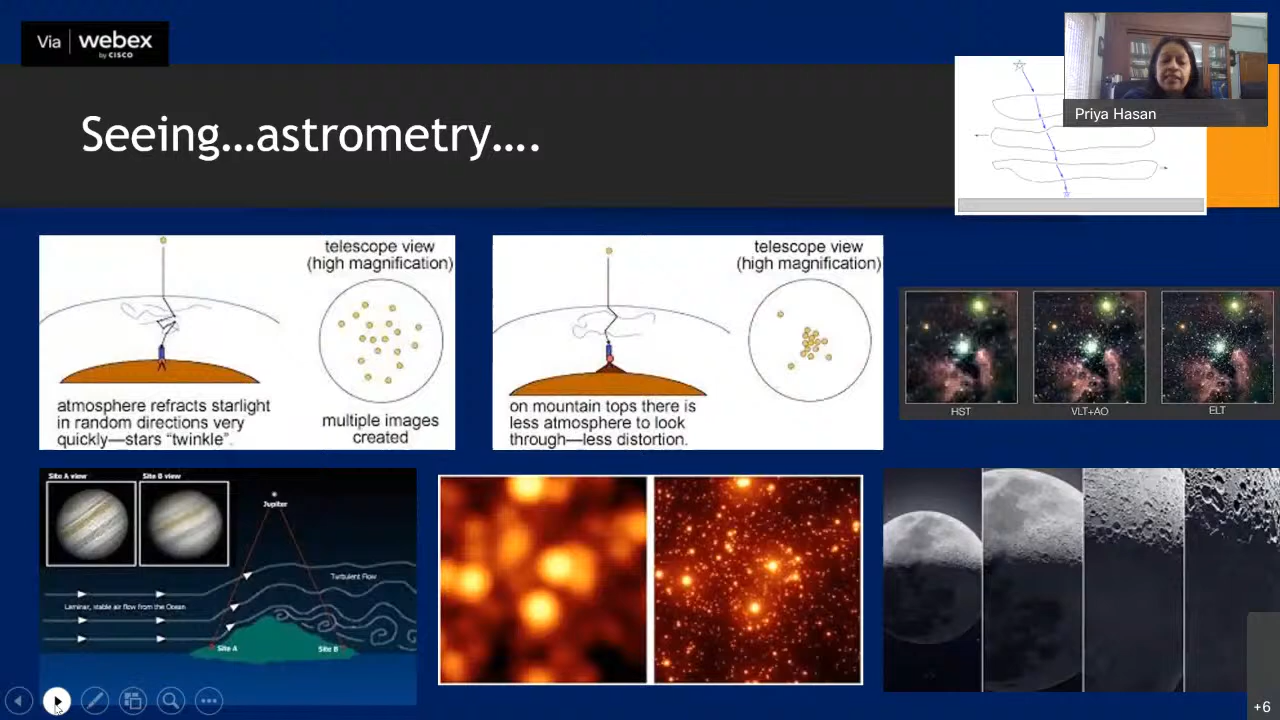 Via webex
by CISCO
Priya Hasan
Seeing...astrometry....
telescope view
(high magnification)
atmosphere refracts starlight
in random directions very
quickly—stars “twinkle”.
multiple images
created
telescope view
(high magnification)
on mountain tops there is
less atmosphere to look
through—less distortion.
HST
VLT+AO
ELT
Site A view
Site B view
Jupiter
Turbulent Flow
Laminar, stable air flow from the Ocean
Site A
Site B
+6